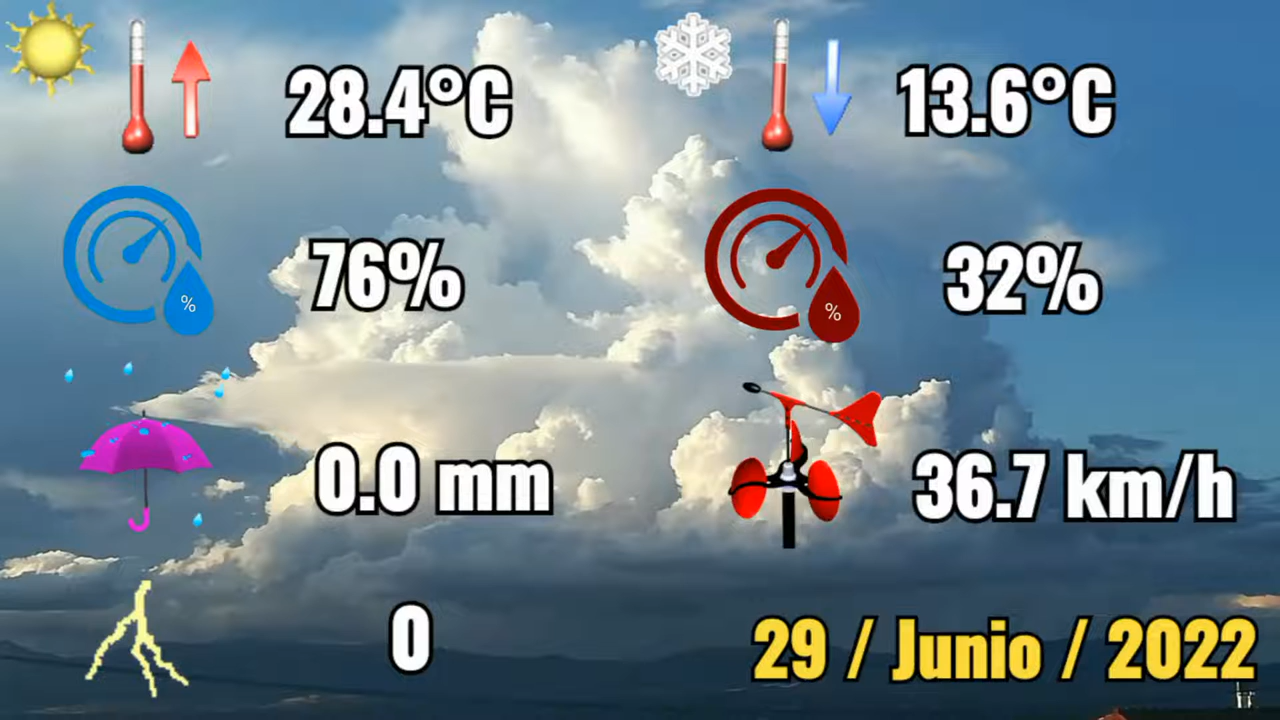 28.4°C 13.6°C
76% 32%
% %
0.0 mm 36.7 km/h
0 29 / Junio / 2022